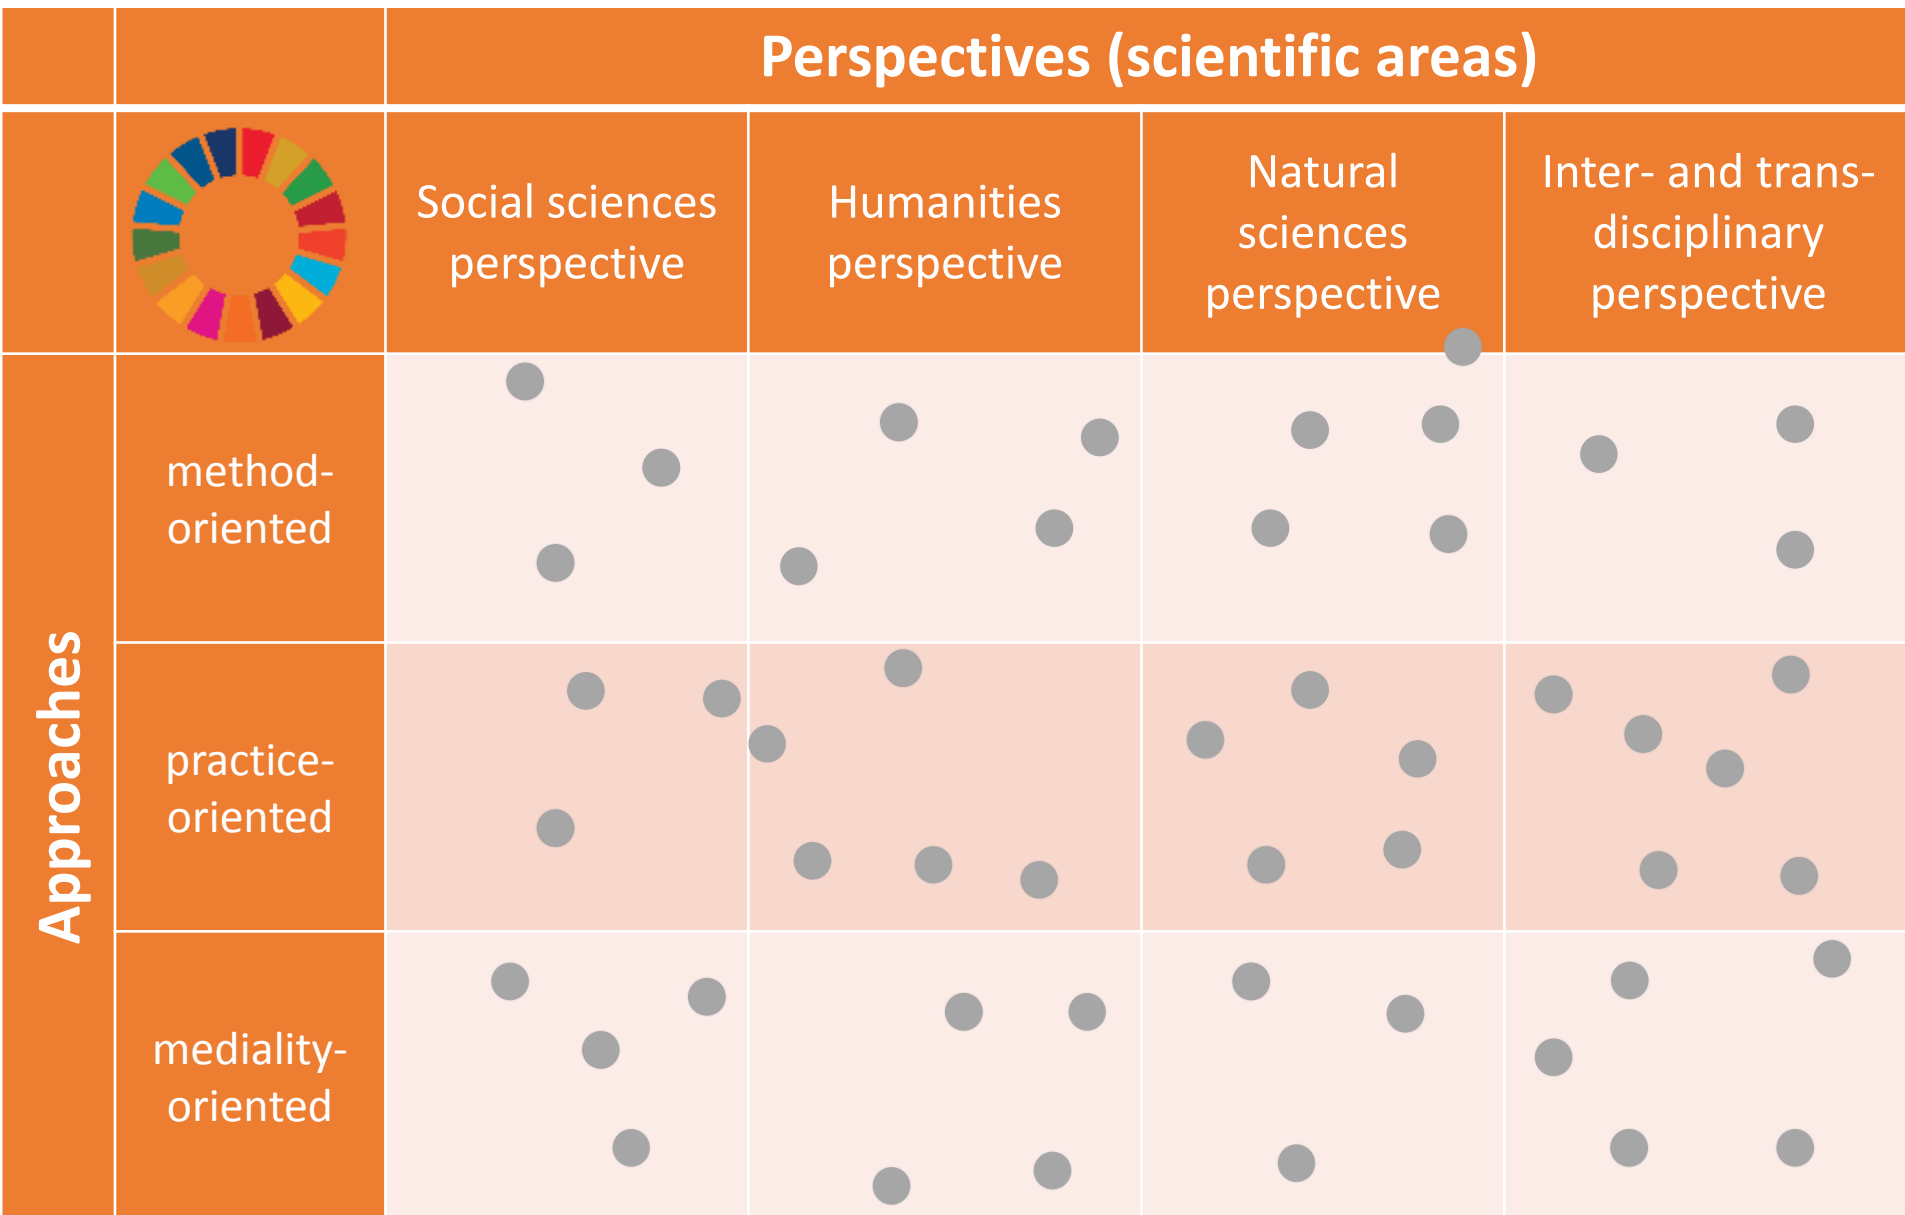 Perspectives (scientific areas)
Social sciences
perspective
Humanities
perspective
Natural
sciences
perspective
Inter- and trans-
disciplinary
perspective
Approaches
method-
oriented
practice-
oriented
mediality-
oriented